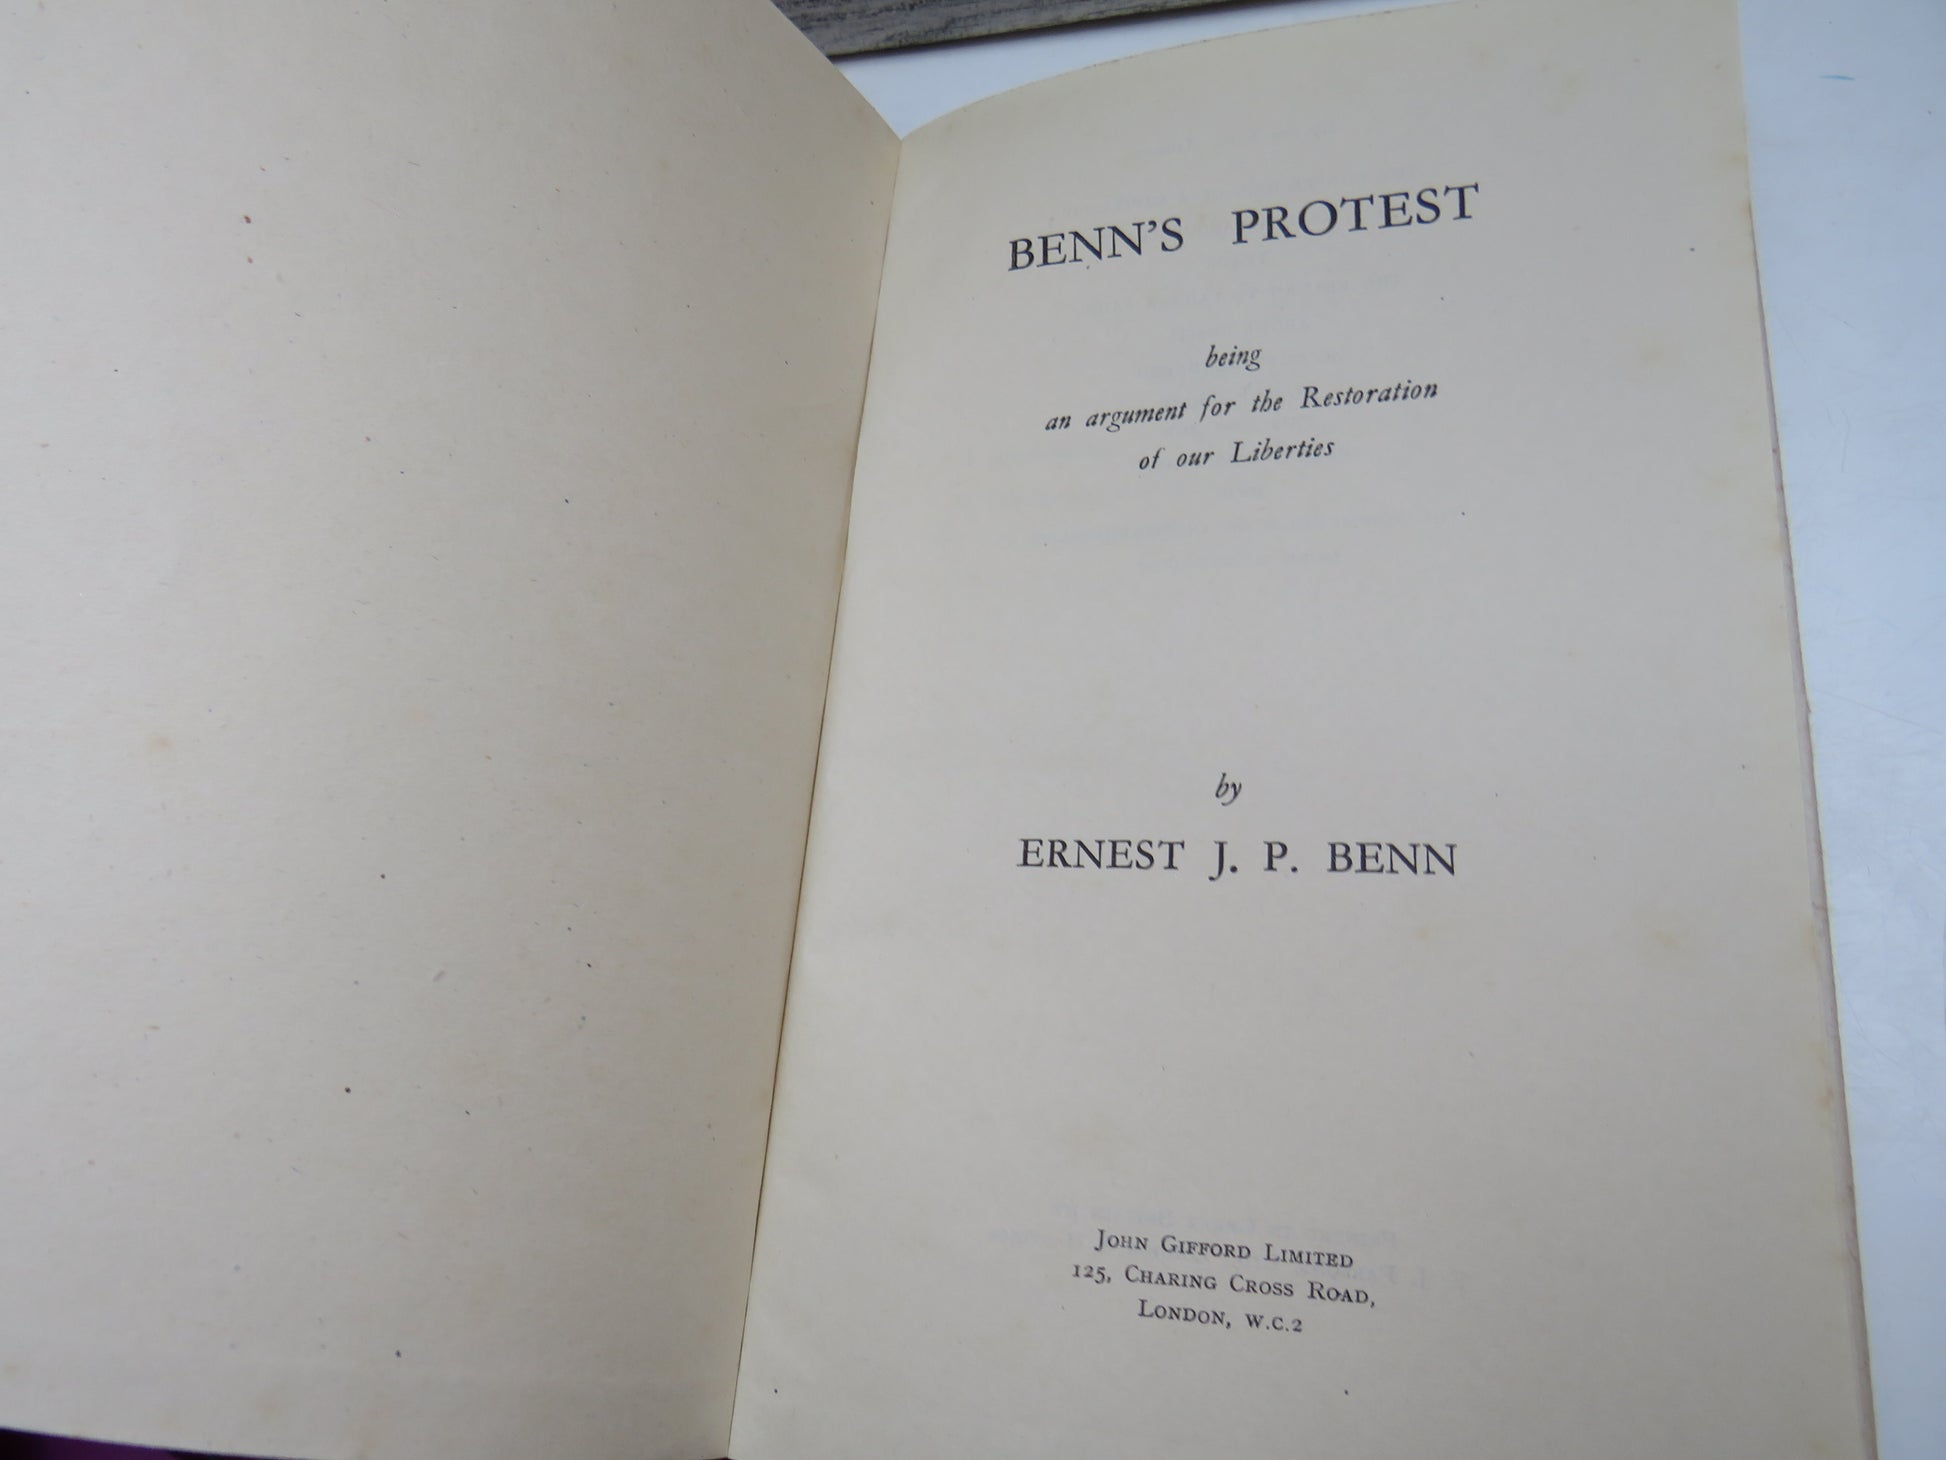 BENN'S PROTEST
being
an argument for the Restoration
of our Liberties
by
ERNEST J. P. BENN
JOHN GIFFORD LIMITED
125, CHARING CROSS ROAD,
LONDON, W.C.2